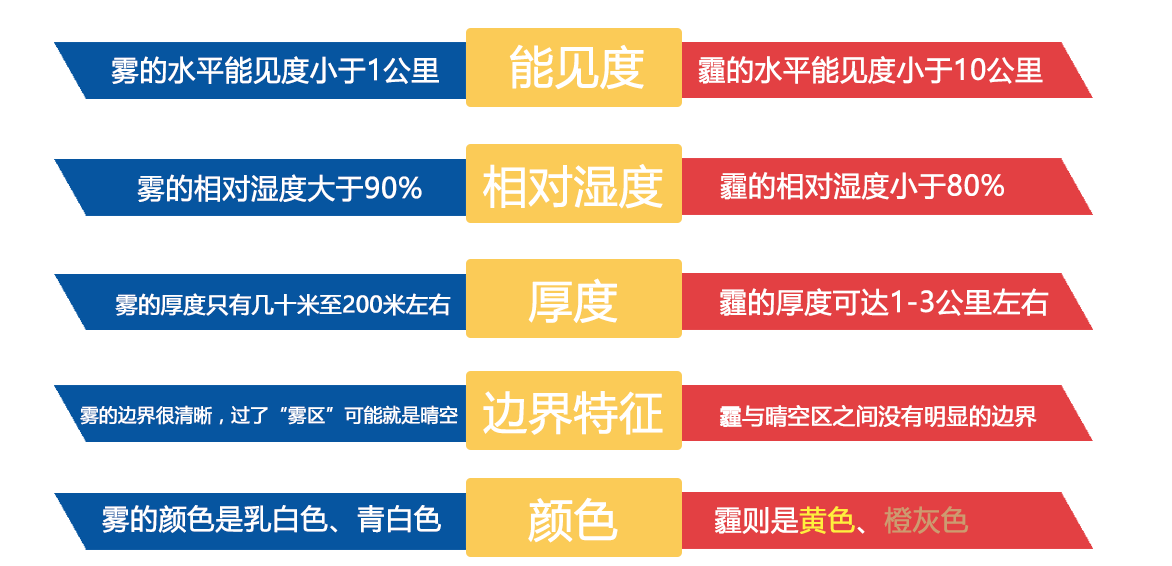 雾的水平能见度小于1公里
能见度
霾的水平能见度小于10公里
雾的相对湿度大于90%
相对湿度
霾的相对湿度小于80%
雾的厚度只有几十米至200米左右
厚度
霾的厚度可达1-3公里左右
雾的边界很清晰，过了“雾区”可能就是晴空
边界特征
霾与晴空区之间没有明显的边界
雾的颜色是乳白色、青白色
颜色
霾则是黄色、橙灰色